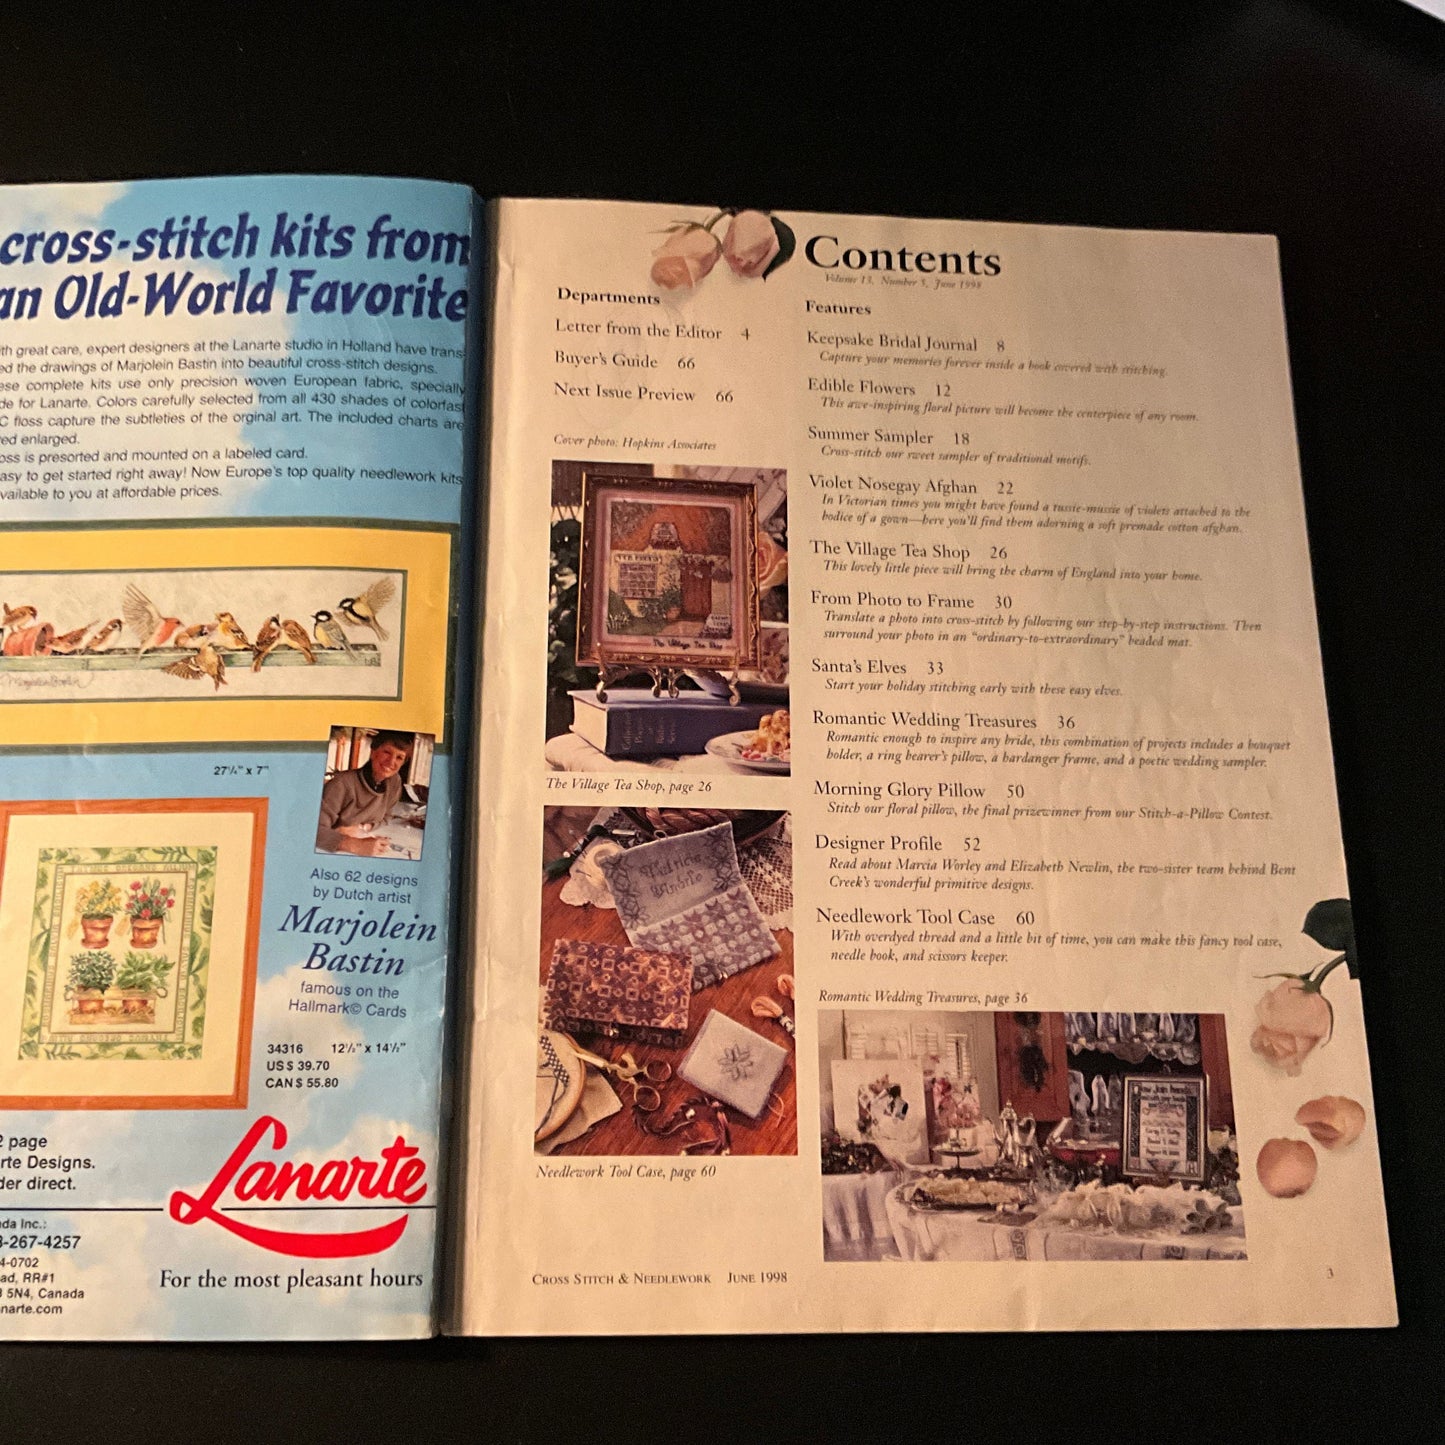 cross-stitch kits from
an Old-World Favorite
th great care, expert designers at the Lanarte studio in Holland have trans-
ed the drawings of Marjolein Bastin into beautiful cross-stitch designs.
ese complete kits use only precision woven European fabric, specially
de for Lanarte. Colors carefully selected from all 430 shades of colorfast
C floss capture the subtleties of the orginal art. The included charts are
ed enlarged.
oss is presorted and mounted on a labeled card.
asy to get started right away! Now Europe's top quality needlework kits
vailable to you at affordable prices.
27¼" x 7"
Also 62 designs
by Dutch artist
Marjolein
Bastin
famous on the
Hallmark© Cards
34316 12½" x 14½"
US $ 39.70
CAN $ 55.80
2 page
rte Designs.
der direct.
Lanarte
da Inc.:
8-267-4257
4-0702
ad, RR#1
5N4, Canada
narte.com
For the most pleasant hours
Contents
Volume 13, Number 5, June 1998
Departments
Letter from the Editor 4
Buyer's Guide 66
Next Issue Preview 66
Cover photo: Hopkins Associates
The Village Tea Shop
The Village Tea Shop, page 26
Needlework Tool Case, page 60
Features
Keepsake Bridal Journal 8
Capture your memories forever inside a book covered with stitching.
Edible Flowers 12
This awe-inspiring floral picture will become the centerpiece of any room.
Summer Sampler 18
Cross-stitch our sweet sampler of traditional motifs.
Violet Nosegay Afghan 22
In Victorian times you might have found a tussie-mussie of violets attached to the
bodice of a gown—here you'll find them adorning a soft premade cotton afghan.
The Village Tea Shop 26
This lovely little piece will bring the charm of England into your home.
From Photo to Frame 30
Translate a photo into cross-stitch by following our step-by-step instructions. Then
surround your photo in an "ordinary-to-extraordinary" beaded mat.
Santa's Elves 33
Start your holiday stitching early with these easy elves.
Romantic Wedding Treasures 36
Romantic enough to inspire any bride, this combination of projects includes a bouquet
holder, a ring bearer's pillow, a hardanger frame, and a poetic wedding sampler.
Morning Glory Pillow 50
Stitch our floral pillow, the final prizewinner from our Stitch-a-Pillow Contest.
Designer Profile 52
Read about Marcia Worley and Elizabeth Newlin, the two-sister team behind Bent
Creek's wonderful primitive designs.
Needlework Tool Case 60
With overdyed thread and a little bit of time, you can make this fancy tool case,
needle book, and scissors keeper.
Romantic Wedding Treasures, page 36
Cross Stitch & Needlework June 1998
3